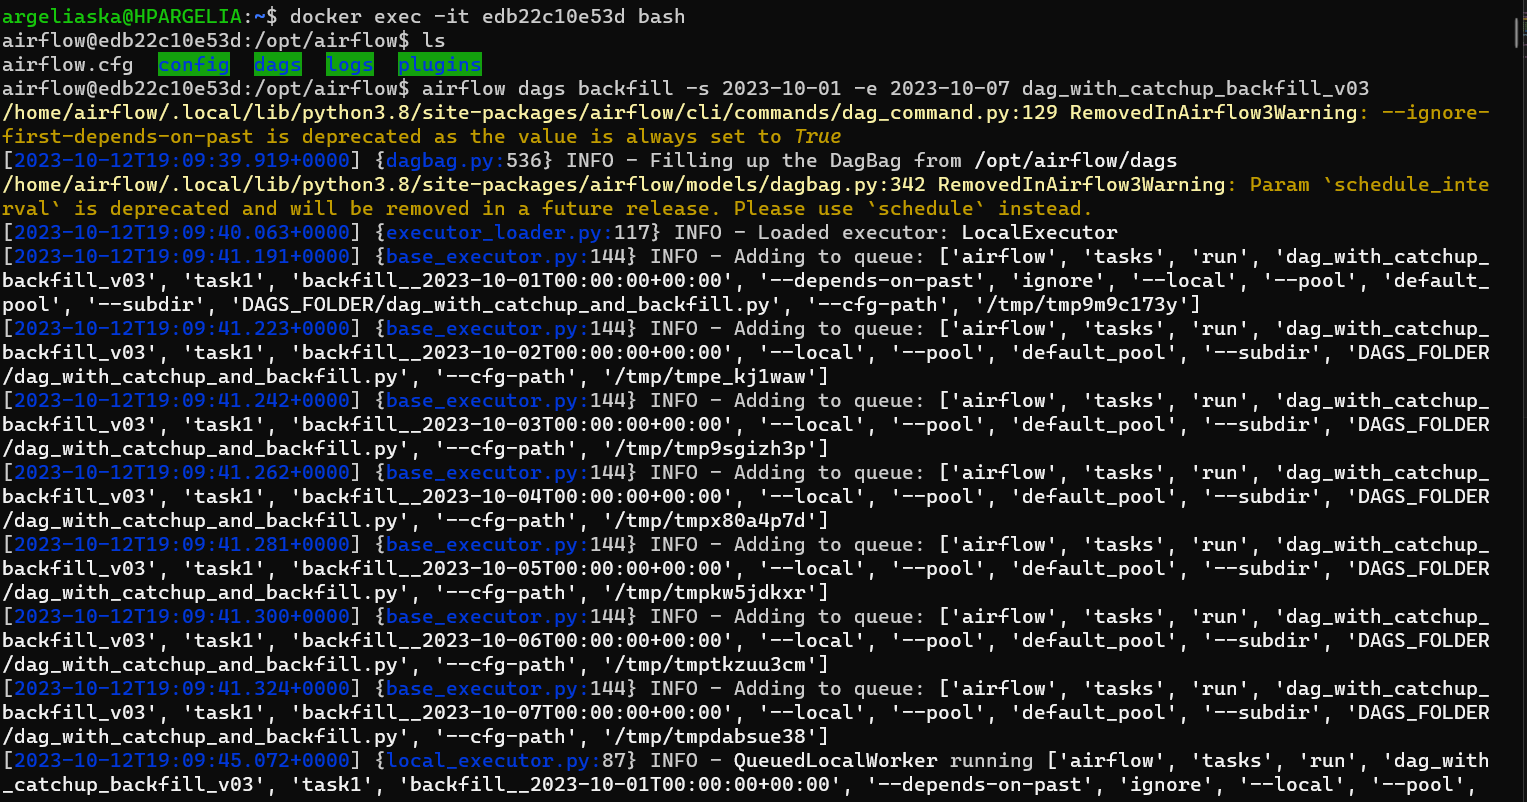 argeliaska@HPARGELIA:~$ docker exec -it edb22c10e53d bash
airflow@edb22c10e53d:/opt/airflow$ ls
airflow.cfg  config  dags  logs  plugins
airflow@edb22c10e53d:/opt/airflow$ airflow dags backfill -s 2023-10-01 -e 2023-10-07 dag_with_catchup_backfill_v03
/home/airflow/.local/lib/python3.8/site-packages/airflow/cli/commands/dag_command.py:129 RemovedInAirflow3Warning: --ignore-
first-depends-on-past is deprecated as the value is always set to True
[2023-10-12T19:09:39.919+0000] {dagbag.py:536} INFO - Filling up the DagBag from /opt/airflow/dags
/home/airflow/.local/lib/python3.8/site-packages/airflow/models/dagbag.py:342 RemovedInAirflow3Warning: Param `schedule_inte
rval` is deprecated and will be removed in a future release. Please use `schedule` instead.
[2023-10-12T19:09:40.063+0000] {executor_loader.py:117} INFO - Loaded executor: LocalExecutor
[2023-10-12T19:09:41.191+0000] {base_executor.py:144} INFO - Adding to queue: ['airflow', 'tasks', 'run', 'dag_with_catchup_
backfill_v03', 'task1', 'backfill__2023-10-01T00:00:00+00:00', '--depends-on-past', 'ignore', '--local', '--pool', 'default_
pool', '--subdir', 'DAGS_FOLDER/dag_with_catchup_and_backfill.py', '--cfg-path', '/tmp/tmp9m9c173y']
[2023-10-12T19:09:41.223+0000] {base_executor.py:144} INFO - Adding to queue: ['airflow', 'tasks', 'run', 'dag_with_catchup_
backfill_v03', 'task1', 'backfill__2023-10-02T00:00:00+00:00', '--local', '--pool', 'default_pool', '--subdir', 'DAGS_FOLDER
/dag_with_catchup_and_backfill.py', '--cfg-path', '/tmp/tmpe_kj1waw']
[2023-10-12T19:09:41.242+0000] {base_executor.py:144} INFO - Adding to queue: ['airflow', 'tasks', 'run', 'dag_with_catchup_
backfill_v03', 'task1', 'backfill__2023-10-03T00:00:00+00:00', '--local', '--pool', 'default_pool', '--subdir', 'DAGS_FOLDER
/dag_with_catchup_and_backfill.py', '--cfg-path', '/tmp/tmp9sgizh3p']
[2023-10-12T19:09:41.262+0000] {base_executor.py:144} INFO - Adding to queue: ['airflow', 'tasks', 'run', 'dag_with_catchup_
backfill_v03', 'task1', 'backfill__2023-10-04T00:00:00+00:00', '--local', '--pool', 'default_pool', '--subdir', 'DAGS_FOLDER
/dag_with_catchup_and_backfill.py', '--cfg-path', '/tmp/tmpx80a4p7d']
[2023-10-12T19:09:41.281+0000] {base_executor.py:144} INFO - Adding to queue: ['airflow', 'tasks', 'run', 'dag_with_catchup_
backfill_v03', 'task1', 'backfill__2023-10-05T00:00:00+00:00', '--local', '--pool', 'default_pool', '--subdir', 'DAGS_FOLDER
/dag_with_catchup_and_backfill.py', '--cfg-path', '/tmp/tmpkw5jdkxr']
[2023-10-12T19:09:41.300+0000] {base_executor.py:144} INFO - Adding to queue: ['airflow', 'tasks', 'run', 'dag_with_catchup_
backfill_v03', 'task1', 'backfill__2023-10-06T00:00:00+00:00', '--local', '--pool', 'default_pool', '--subdir', 'DAGS_FOLDER
/dag_with_catchup_and_backfill.py', '--cfg-path', '/tmp/tmptkzuu3cm']
[2023-10-12T19:09:41.324+0000] {base_executor.py:144} INFO - Adding to queue: ['airflow', 'tasks', 'run', 'dag_with_catchup_
backfill_v03', 'task1', 'backfill__2023-10-07T00:00:00+00:00', '--local', '--pool', 'default_pool', '--subdir', 'DAGS_FOLDER
/dag_with_catchup_and_backfill.py', '--cfg-path', '/tmp/tmpdabsue38']
[2023-10-12T19:09:45.072+0000] {local_executor.py:87} INFO - QueuedLocalWorker running ['airflow', 'tasks', 'run', 'dag_with
_catchup_backfill_v03', 'task1', 'backfill__2023-10-01T00:00:00+00:00', '--depends-on-past', 'ignore', '--local', '--pool',